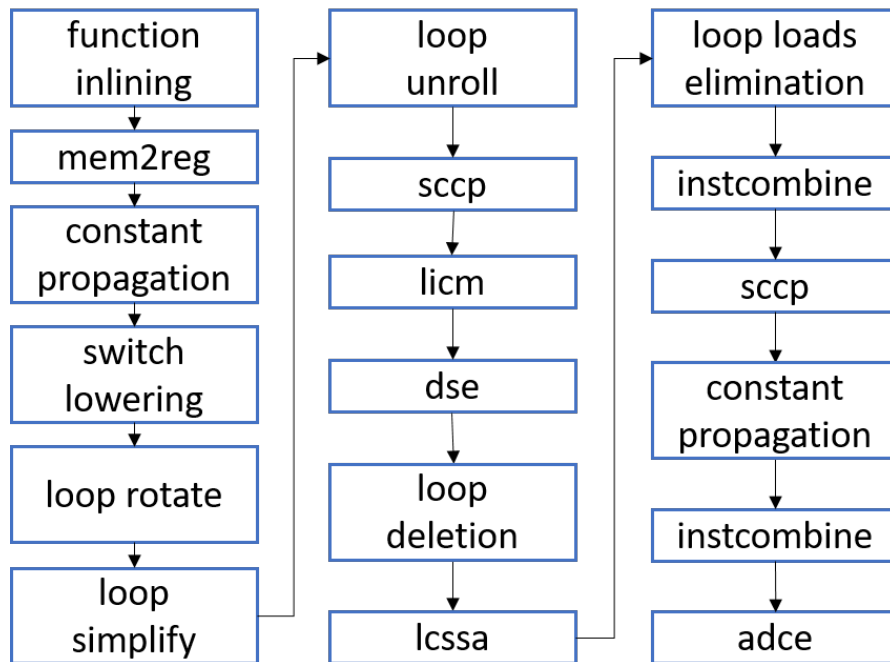 function
inlining
mem2reg
constant
propagation
switch
lowering
loop rotate
loop
simplify
loop
unroll
sccp
licm
dse
loop
deletion
lcssa
loop loads
elimination
instcombine
sccp
constant
propagation
instcombine
adce